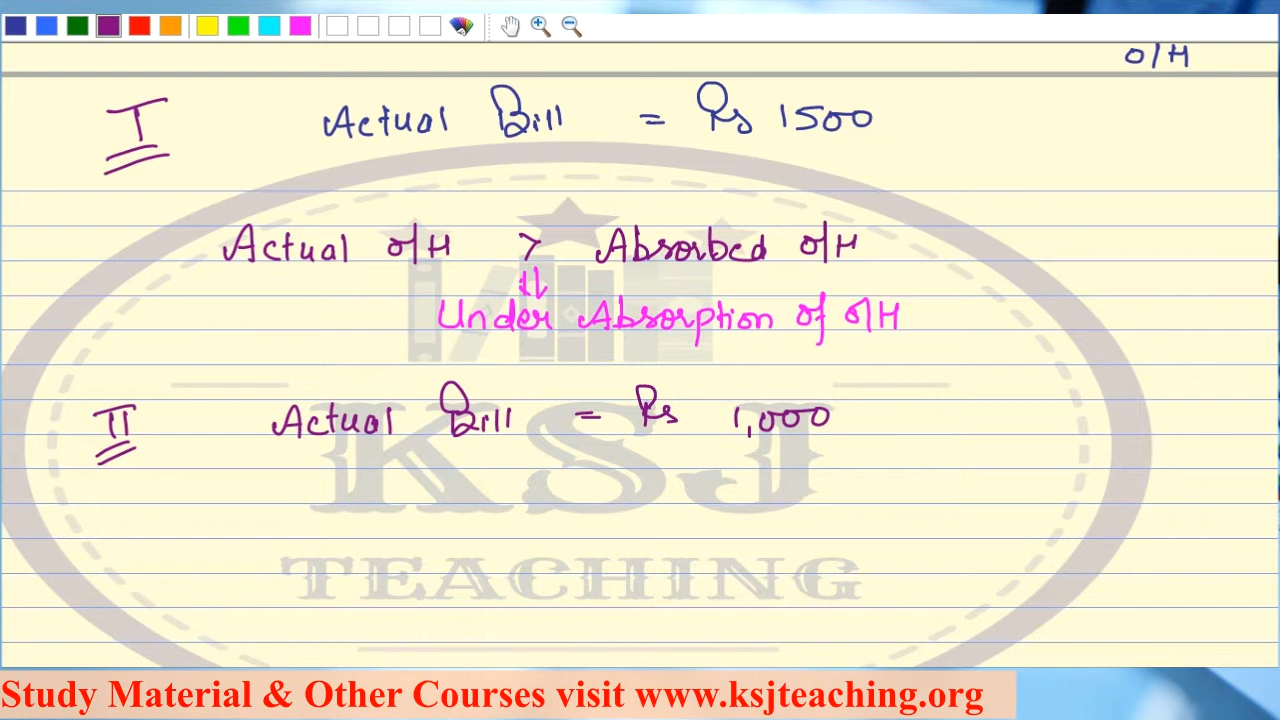 O/H
I Actual Bill = Rs 1500
Actual O/H > Absorbed O/H
Under Absorption of O/H
II Actual Bill = Rs 1,000
KSJ
TEACHING
Study Material & Other Courses visit www.ksjteaching.org